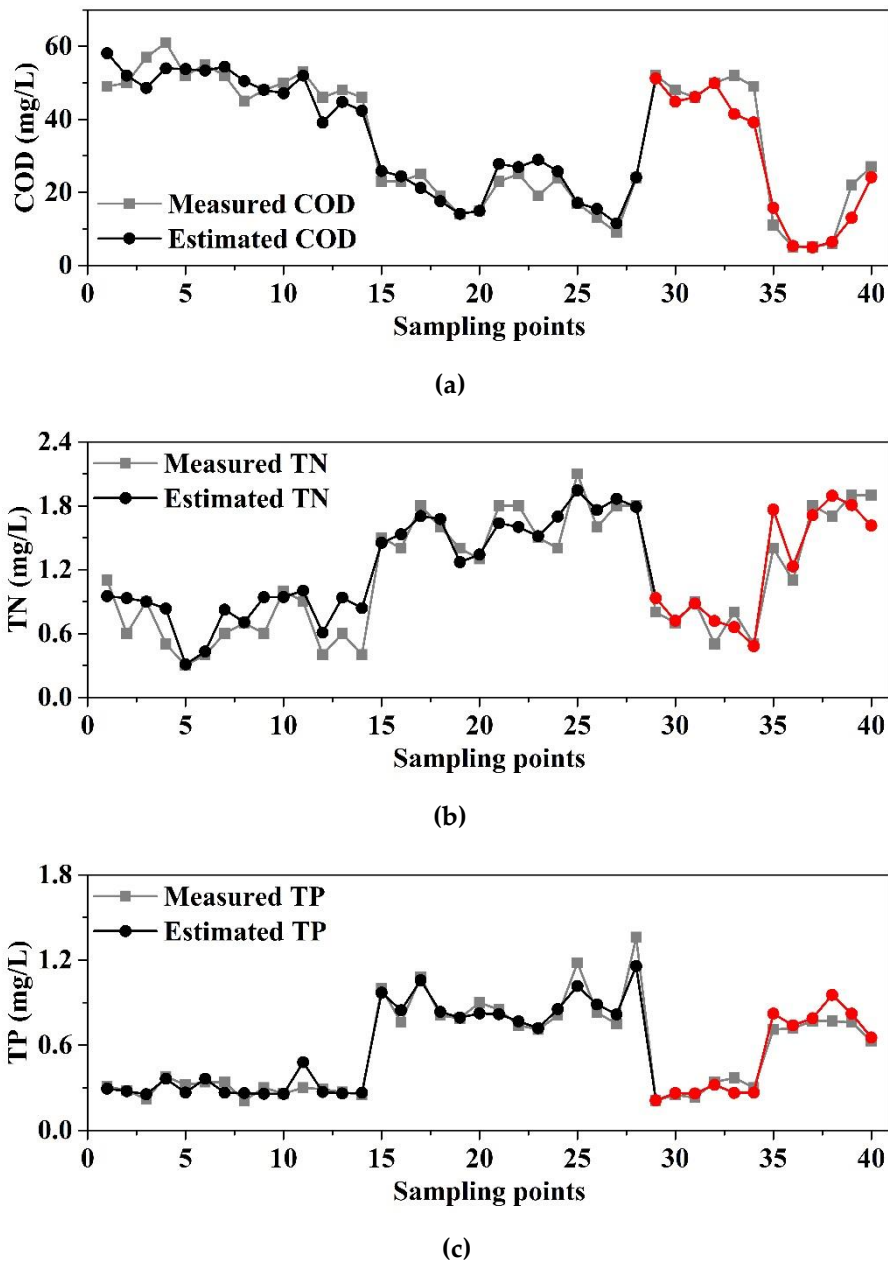 60
40
20
0
COD (mg/L)
Measured COD
Estimated COD
0 5 10 15 20 25 30 35 40
Sampling points
(a)
2.4
1.8
1.2
0.6
0.0
TN (mg/L)
Measured TN
Estimated TN
0 5 10 15 20 25 30 35 40
Sampling points
(b)
1.8
1.2
0.6
0.0
TP (mg/L)
Measured TP
Estimated TP
0 5 10 15 20 25 30 35 40
Sampling points
(c)